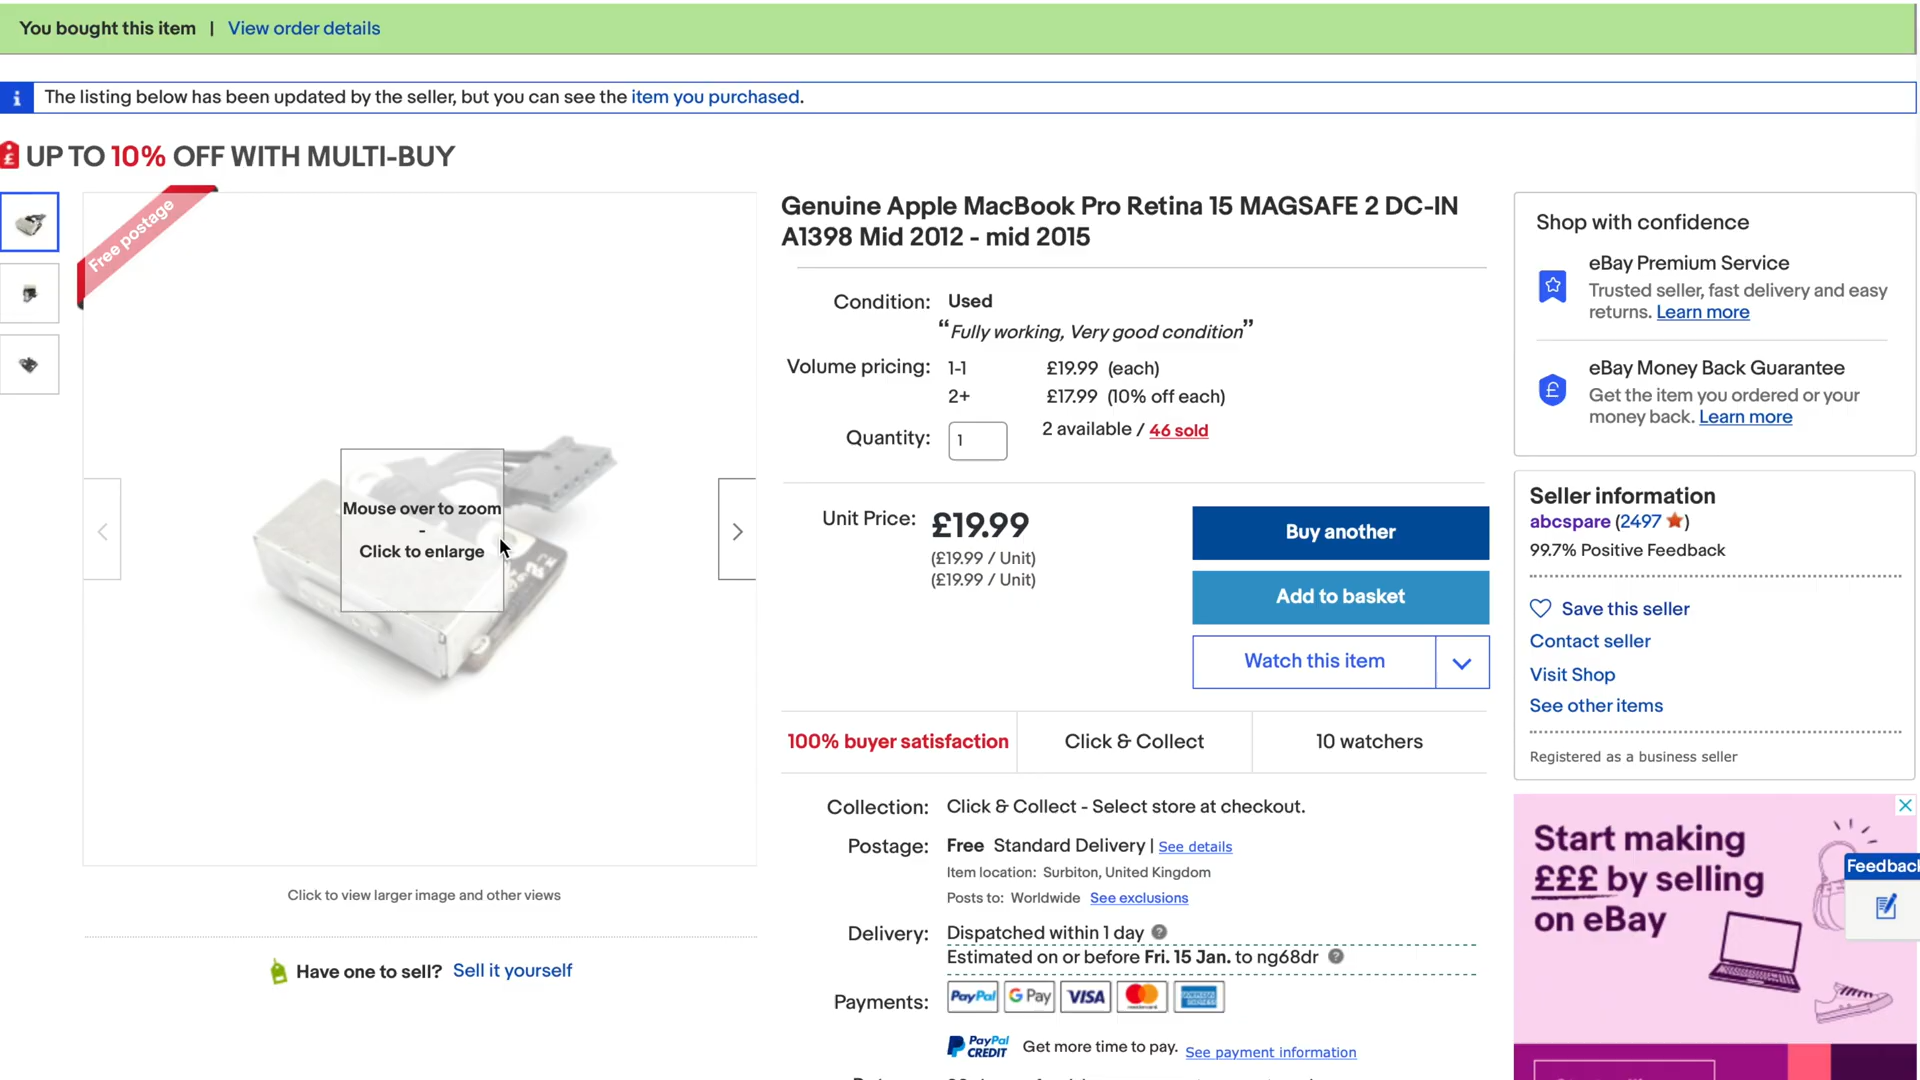 You bought this item | View order details
i The listing below has been updated by the seller, but you can see the item you purchased.
£ UP TO 10% OFF WITH MULTI-BUY
Free postage
Mouse over to zoom
-
Click to enlarge
Click to view larger image and other views
Have one to sell? Sell it yourself
Genuine Apple MacBook Pro Retina 15 MAGSAFE 2 DC-IN
A1398 Mid 2012 - mid 2015
Condition: Used
“Fully working, Very good condition”
Volume pricing: 1-1 £19.99 (each)
2+ £17.99 (10% off each)
Quantity: 1 2 available / 46 sold
Unit Price: £19.99
(£19.99 / Unit)
(£19.99 / Unit)
Buy another
Add to basket
Watch this item
100% buyer satisfaction Click & Collect 10 watchers
Collection: Click & Collect - Select store at checkout.
Postage: Free Standard Delivery | See details
Item location: Surbiton, United Kingdom
Posts to: Worldwide See exclusions
Delivery: Dispatched within 1 day ?
Estimated on or before Fri. 15 Jan. to ng68dr ?
Payments: PayPal G Pay VISA mastercard AMERICAN EXPRESS
PayPal CREDIT Get more time to pay. See payment information
Shop with confidence
eBay Premium Service
Trusted seller, fast delivery and easy
returns. Learn more
eBay Money Back Guarantee
£ Get the item you ordered or your
money back. Learn more
Seller information
abcspare (2497 ★)
99.7% Positive Feedback
Save this seller
Contact seller
Visit Shop
See other items
Registered as a business seller
Start making
£££ by selling
on eBay
Feedbac